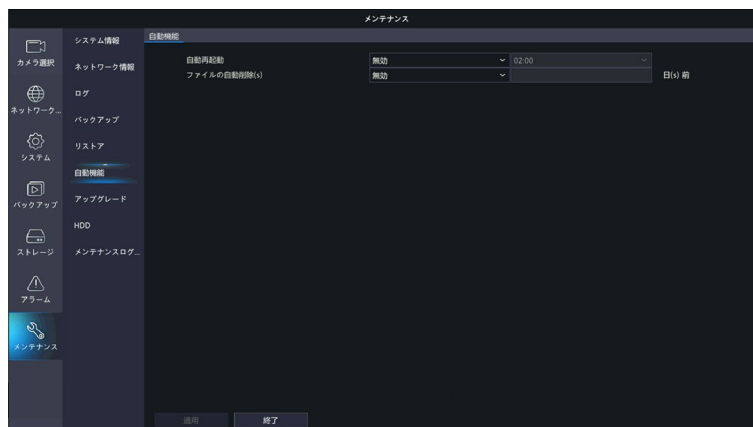 メンテナンス
カメラ選択
ネットワーク...
システム
バックアップ
ストレージ
アラーム
メンテナンス
システム情報
ネットワーク情報
ログ
バックアップ
リストア
自動機能
アップグレード
HDD
メンテナンスログ...
自動機能
自動再起動 無効 02:00
ファイルの自動削除(s) 無効 日(s) 前
適用 終了